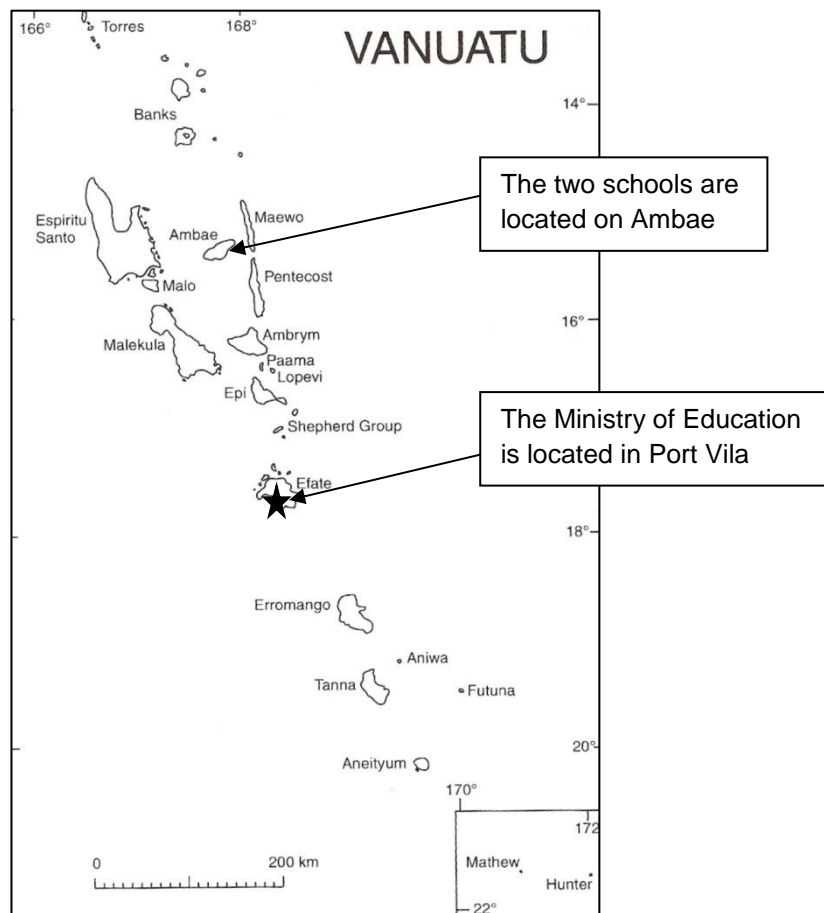 166°
168°
Torres
VANUATU
14°
Banks
The two schools are
located on Ambae
Espiritu
Santo
Ambae
Maewo
Malo
Pentecost
16°
Malekula
Ambrym
Paama
Lopevi
Epi
The Ministry of Education
is located in Port Vila
Shepherd Group
Efate
18°
Erromango
Aniwa
Tanna
Futuna
20°
Aneityum
170°
172
0
200 km
Mathew
Hunter
22°